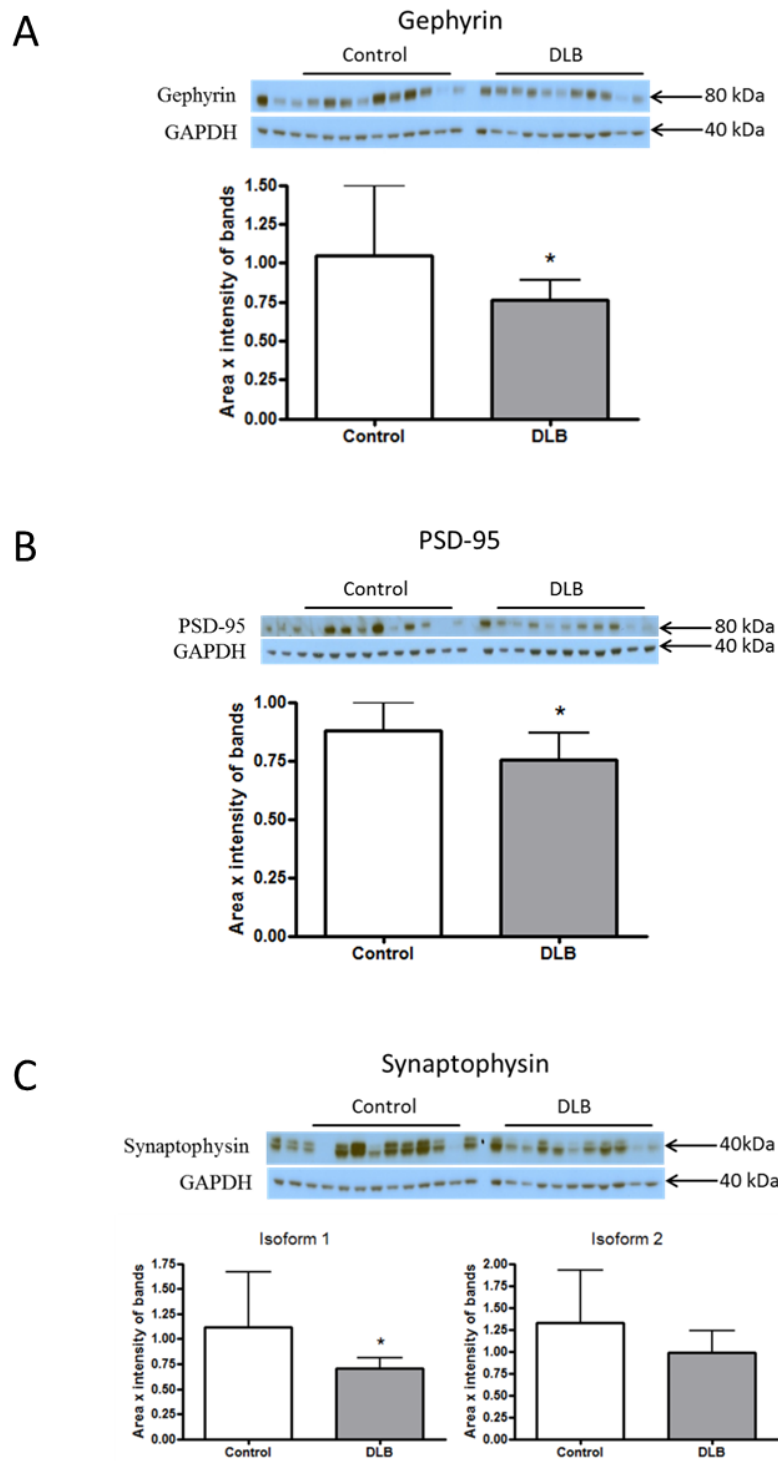 A
Gephyrin
Control DLB
Gephyrin 80 kDa
GAPDH 40 kDa
Area x intensity of bands
1.50
1.25
1.00
0.75
0.50
0.25
0.00
*
Control DLB
B
PSD-95
Control DLB
PSD-95 80 kDa
GAPDH 40 kDa
Area x intensity of bands
1.00
0.75
0.50
0.25
0.00
*
Control DLB
C
Synaptophysin
Control DLB
Synaptophysin 40kDa
GAPDH 40 kDa
Isoform 1
Area x intensity of bands
1.75
1.50
1.25
1.00
0.75
0.50
0.25
0.00
*
Control DLB
Isoform 2
Area x intensity of bands
2.00
1.75
1.50
1.25
1.00
0.75
0.50
0.25
0.00
Control DLB